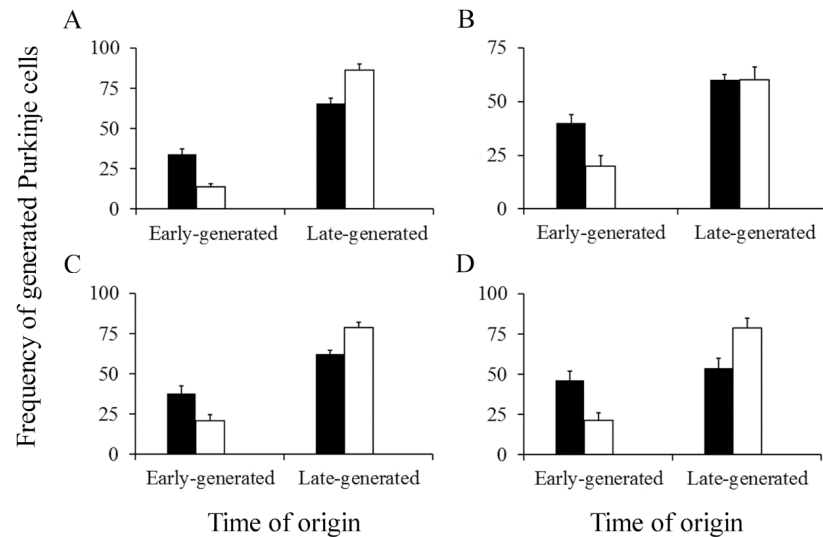 Frequency of generated Purkinje cells
A
100
75
50
25
0
Early-generated
Late-generated
B
75
50
25
0
Early-generated
Late-generated
C
100
75
50
25
0
Early-generated
Late-generated
Time of origin
D
100
75
50
25
0
Early-generated
Late-generated
Time of origin